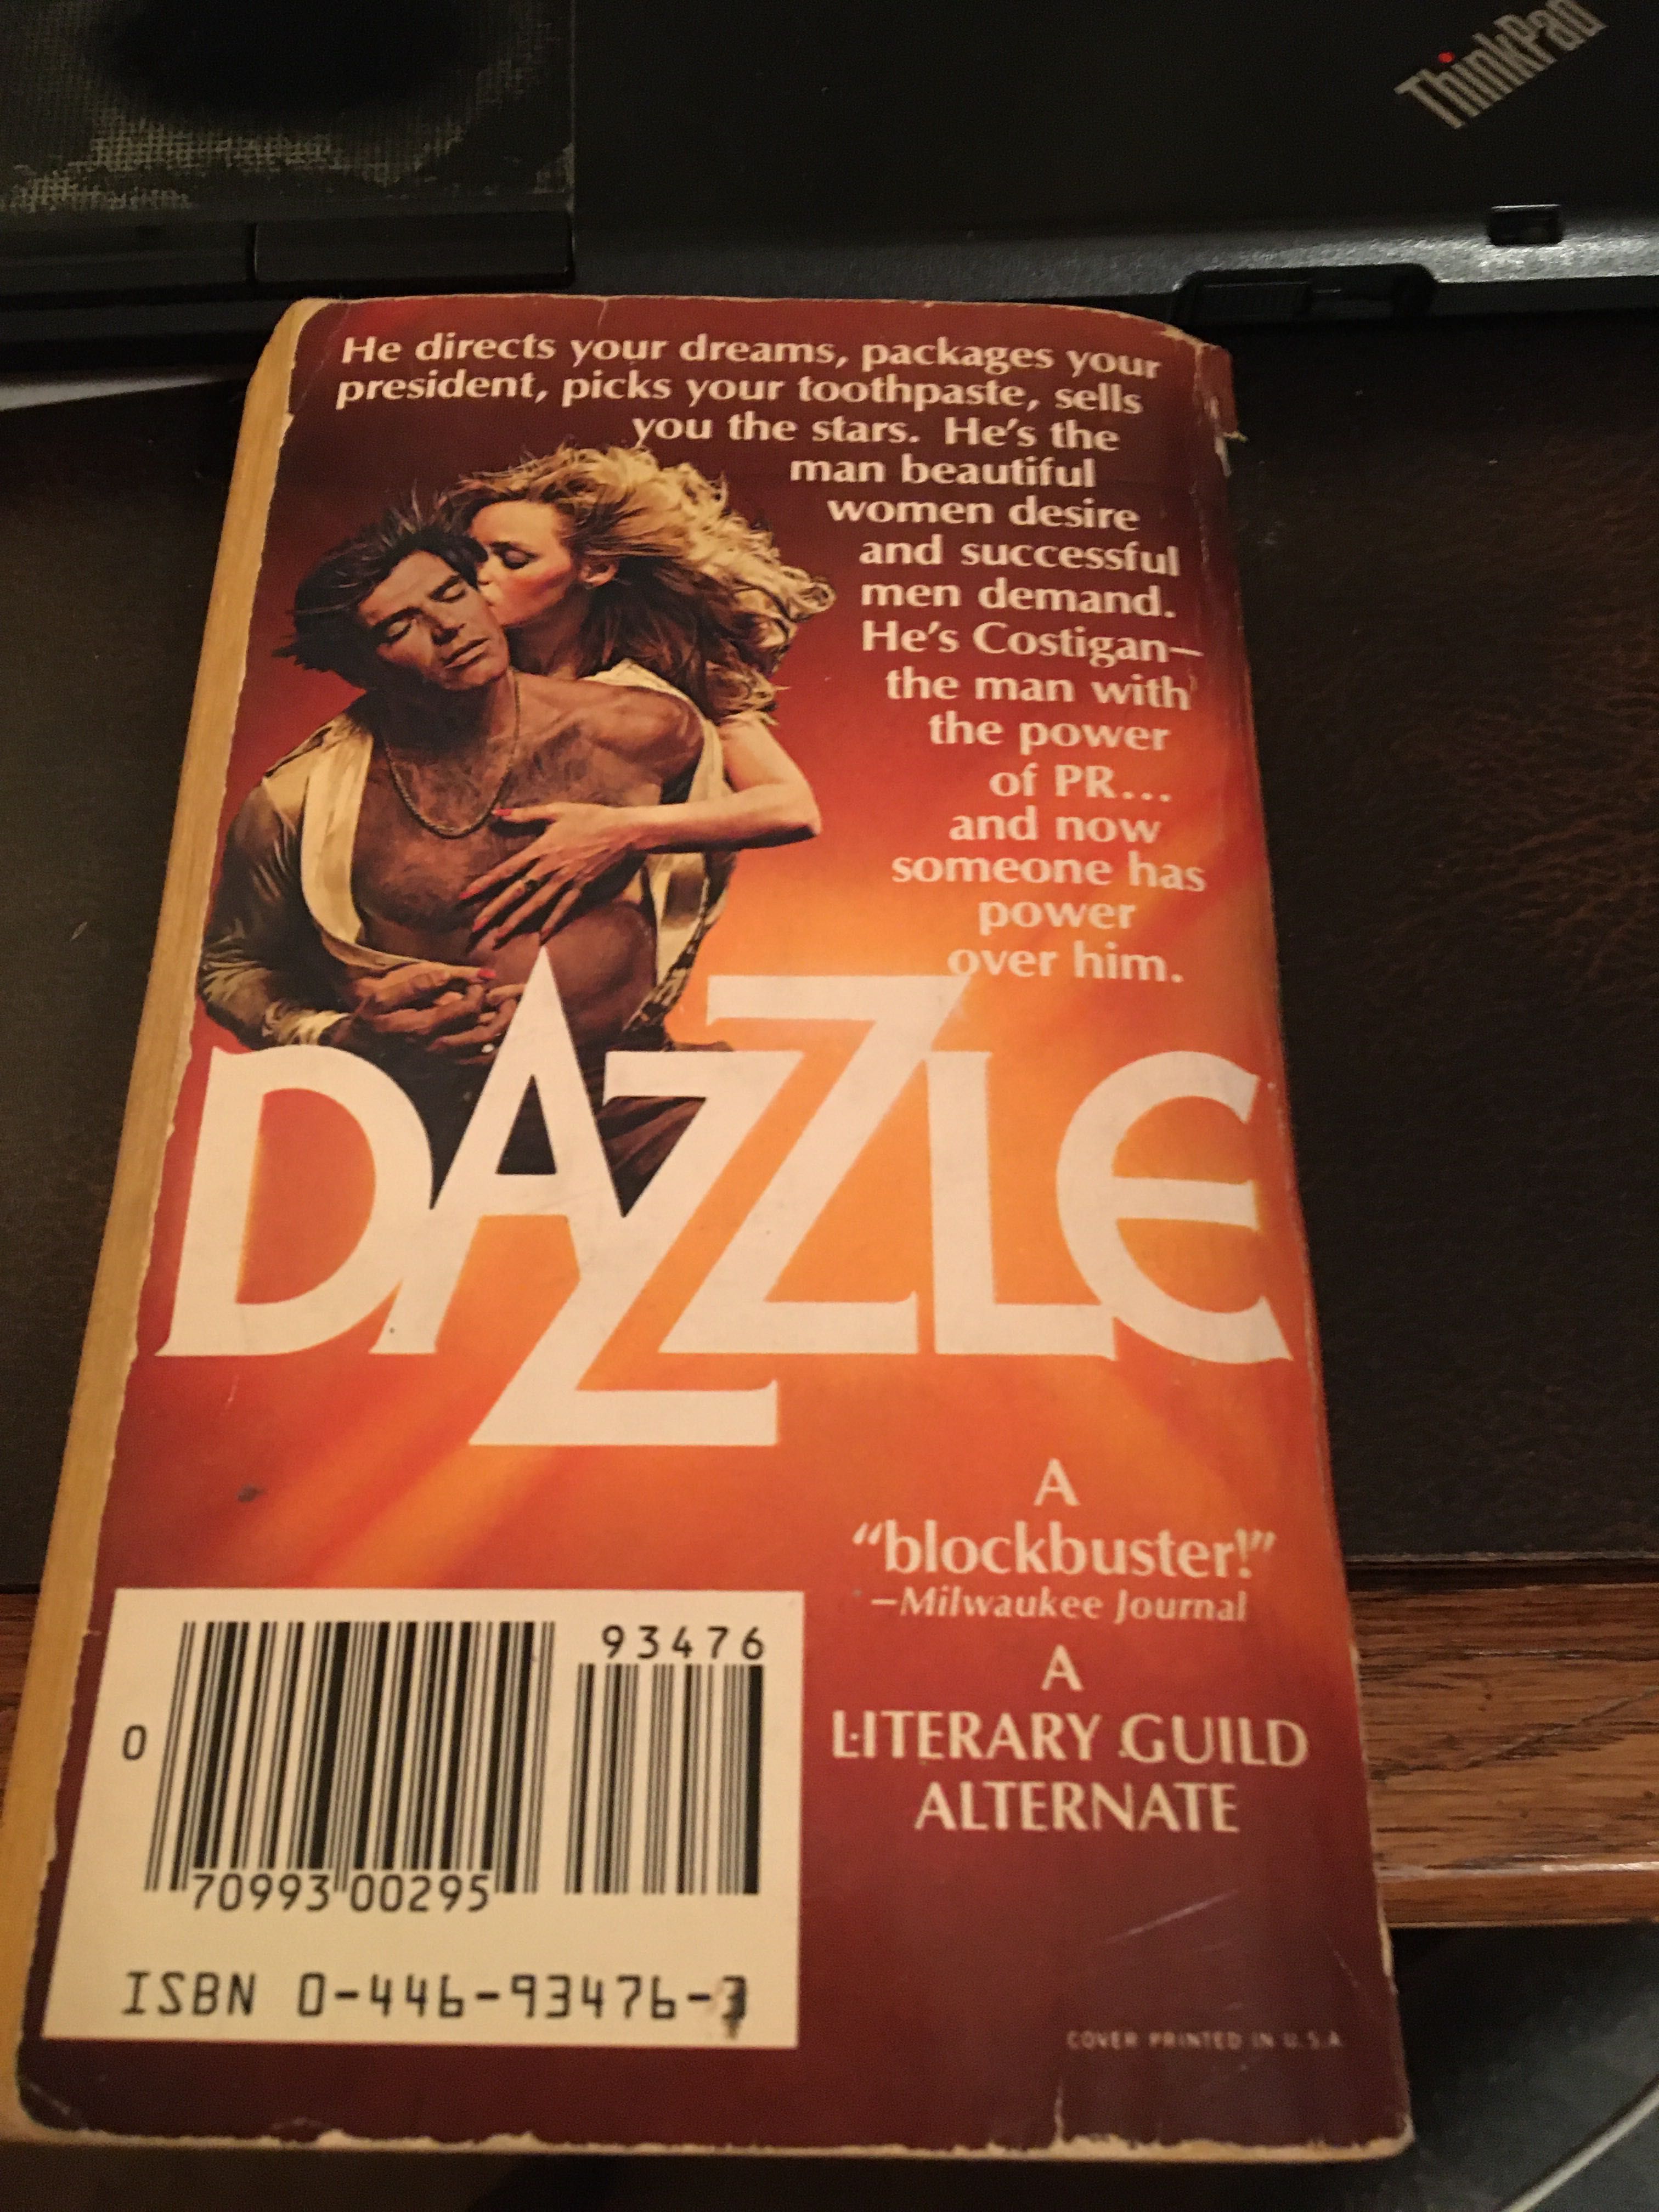 ThinkPad
He directs your dreams, packages your
president, picks your toothpaste, sells
you the stars. He's the
man beautiful
women desire
and successful
men demand.
He's Costigan—
the man with
the power
of PR...
and now
someone has
power
over him.
DAZZLE
A
"blockbuster!"
—Milwaukee Journal
A
LITERARY GUILD
ALTERNATE
93476
0
70993 00295
ISBN 0-446-93476-
COVER PRINTED IN U.S.A.